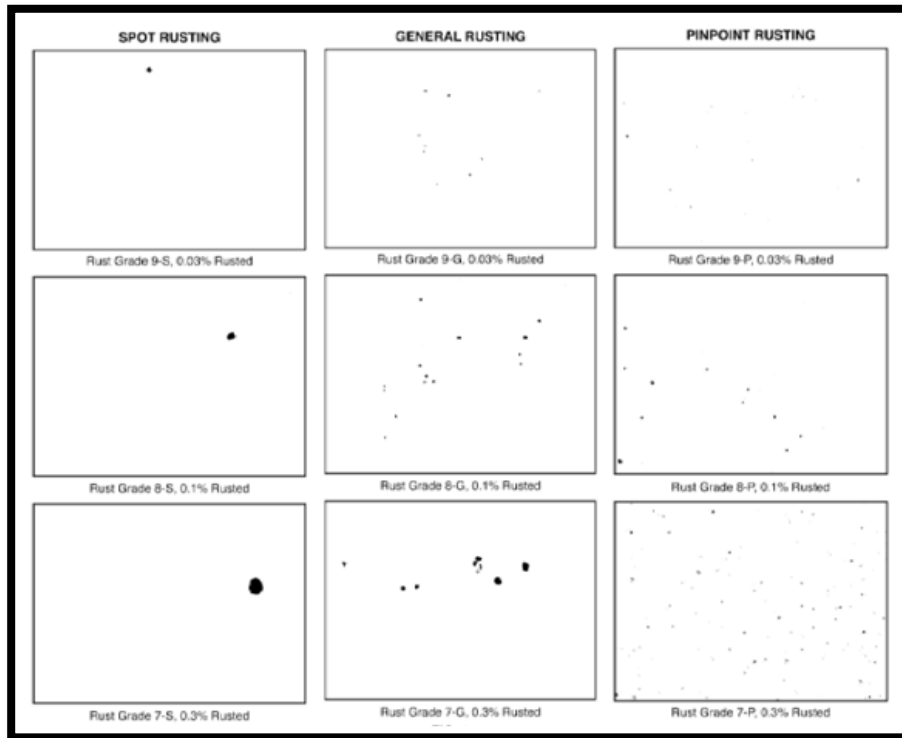 SPOT RUSTING GENERAL RUSTING PINPOINT RUSTING
Rust Grade 9-S, 0.03% Rusted Rust Grade 9-G, 0.03% Rusted Rust Grade 9-P, 0.03% Rusted
Rust Grade 8-S, 0.1% Rusted Rust Grade 8-G, 0.1% Rusted Rust Grade 8-P, 0.1% Rusted
Rust Grade 7-S, 0.3% Rusted Rust Grade 7-G, 0.3% Rusted Rust Grade 7-P, 0.3% Rusted